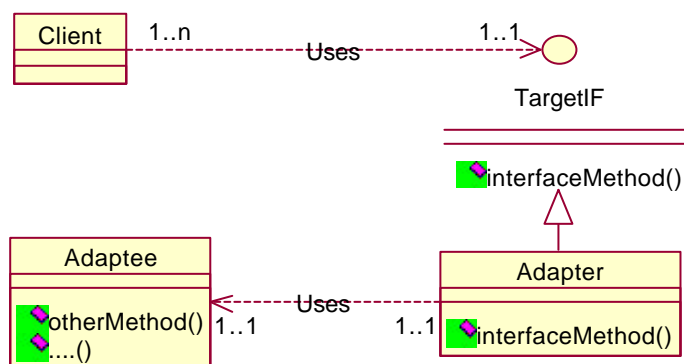 Client
1..n
1..1
Uses
TargetIF
interfaceMethod()
Adaptee
Adapter
Uses
otherMethod()
1..1
1..1
interfaceMethod()
....()